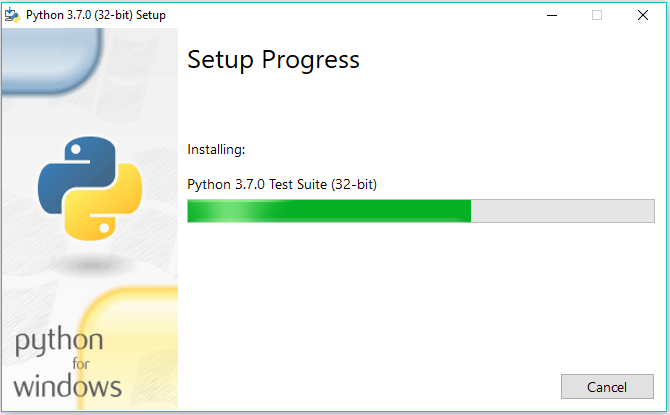 Python 3.7.0 (32-bit) Setup
Setup Progress
Installing:
Python 3.7.0 Test Suite (32-bit)
python
for
windows
Cancel